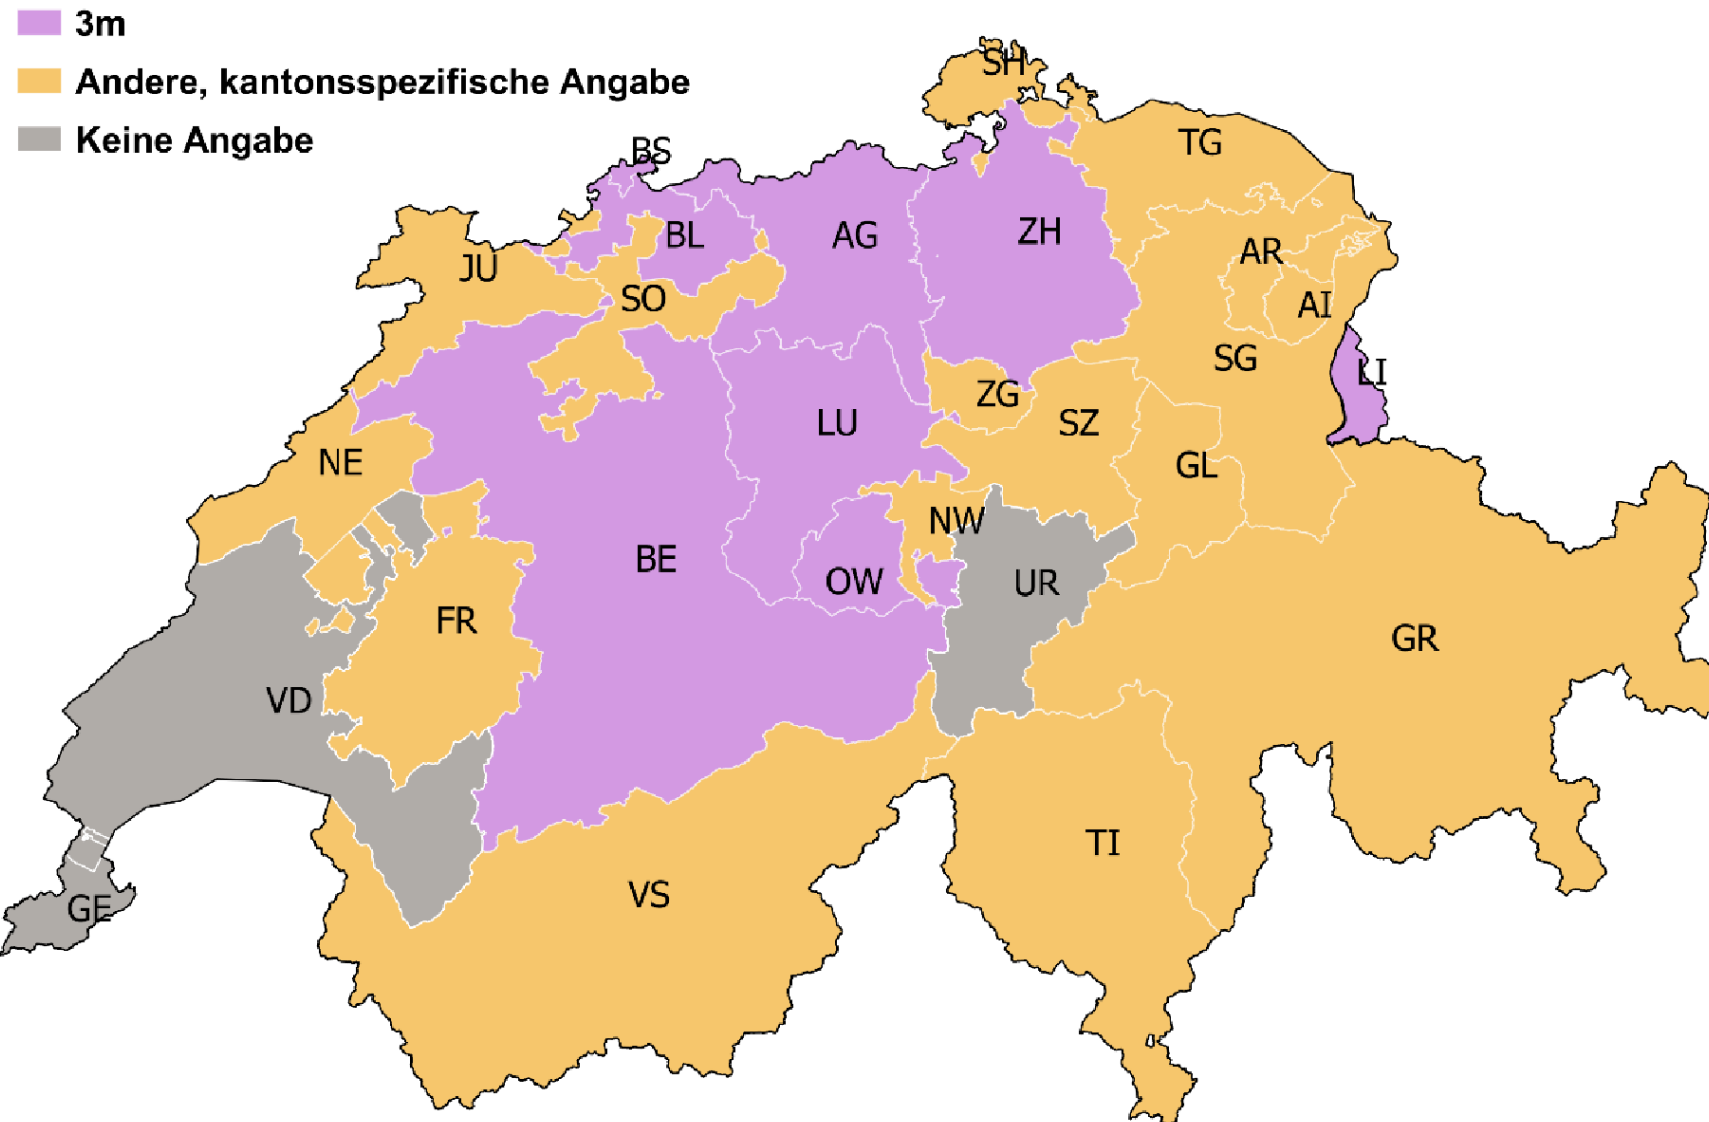 3m
Andere, kantonsspezifische Angabe
Keine Angabe
SH
BS
TG
BL
AG
ZH
AR
JU
SO
AI
SG
LI
ZG
LU
SZ
NE
GL
NW
BE
OW
UR
FR
GR
VD
TI
VS
GE